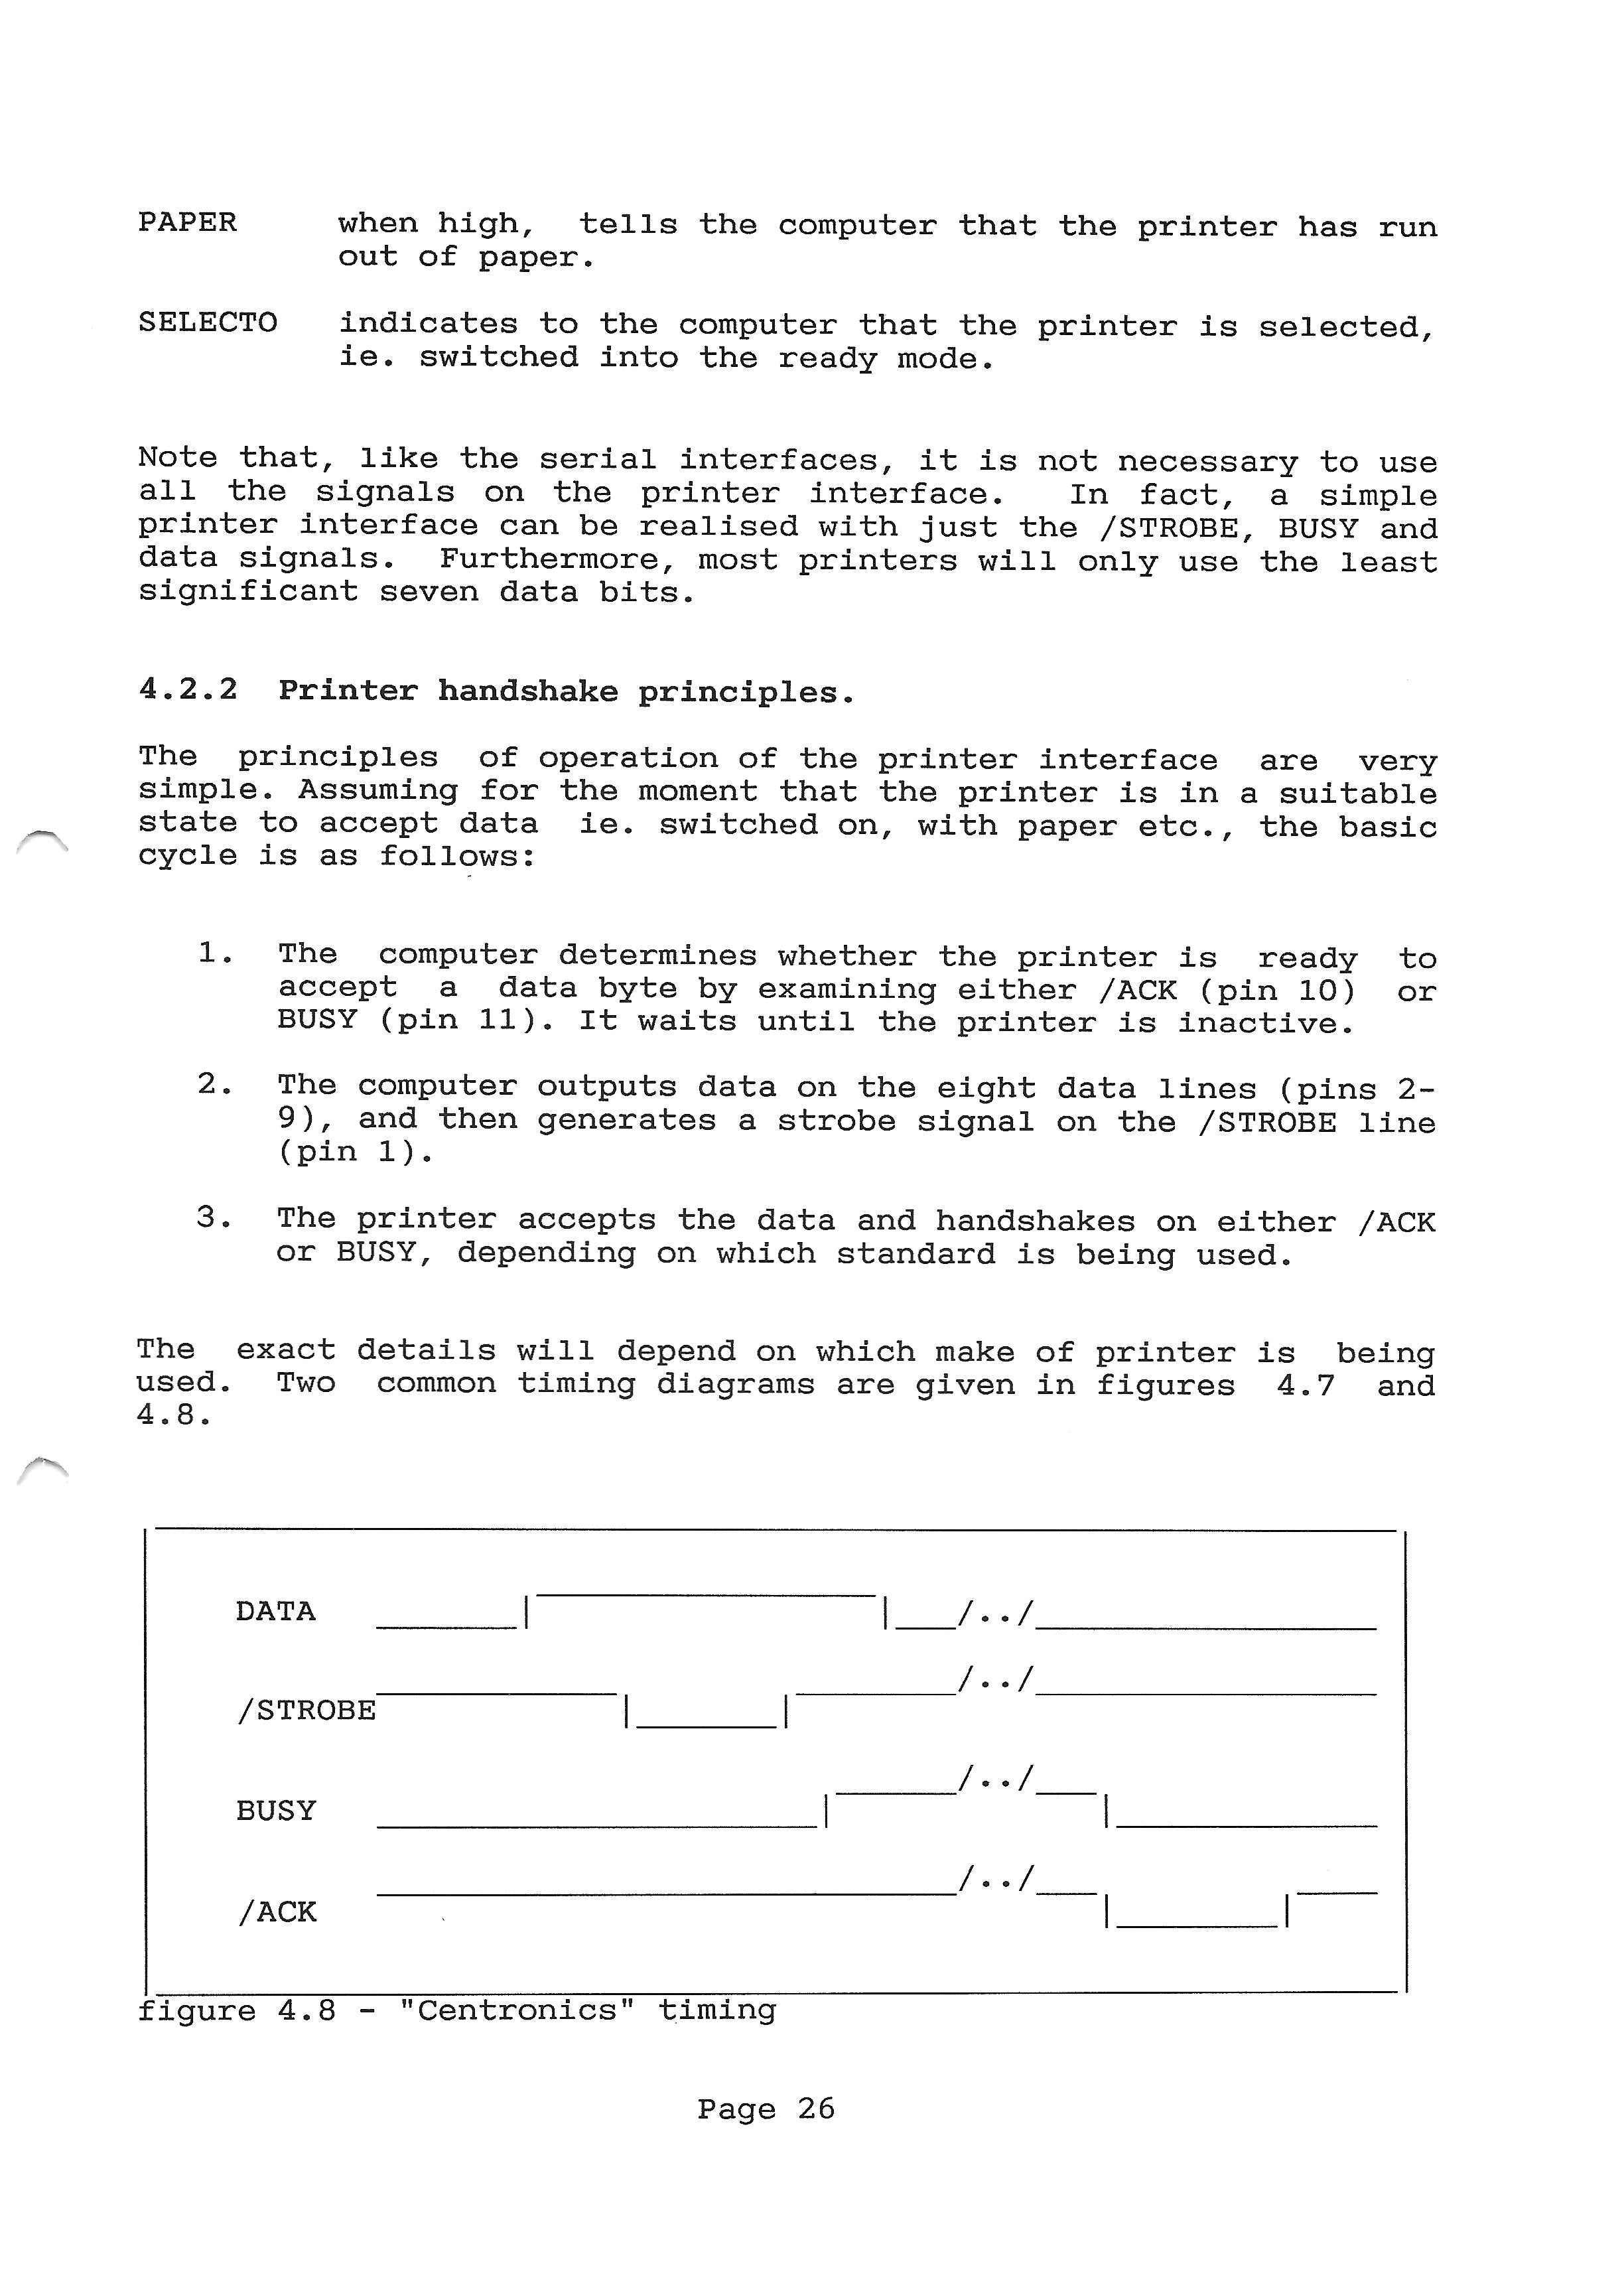 PAPER when high, tells the computer that the printer has run
out of paper.
SELECTO indicates to the computer that the printer is selected,
ie. switched into the ready mode.
Note that, like the serial interfaces, it is not necessary to use
all the signals on the printer interface. In fact, a simple
printer interface can be realised with just the /STROBE, BUSY and
data signals. Furthermore, most printers will only use the least
significant seven data bits.
4.2.2 Printer handshake principles.
The principles of operation of the printer interface are very
simple. Assuming for the moment that the printer is in a suitable
state to accept data ie. switched on, with paper etc., the basic
cycle is as follows:
1. The computer determines whether the printer is ready to
accept a data byte by examining either /ACK (pin 10) or
BUSY (pin 11). It waits until the printer is inactive.
2. The computer outputs data on the eight data lines (pins 2-
9), and then generates a strobe signal on the /STROBE line
(pin 1).
3. The printer accepts the data and handshakes on either /ACK
or BUSY, depending on which standard is being used.
The exact details will depend on which make of printer is being
used. Two common timing diagrams are given in figures 4.7 and
4.8.
DATA /../
/STROBE /../
BUSY /../
/ACK /../
figure 4.8 - "Centronics" timing
Page 26